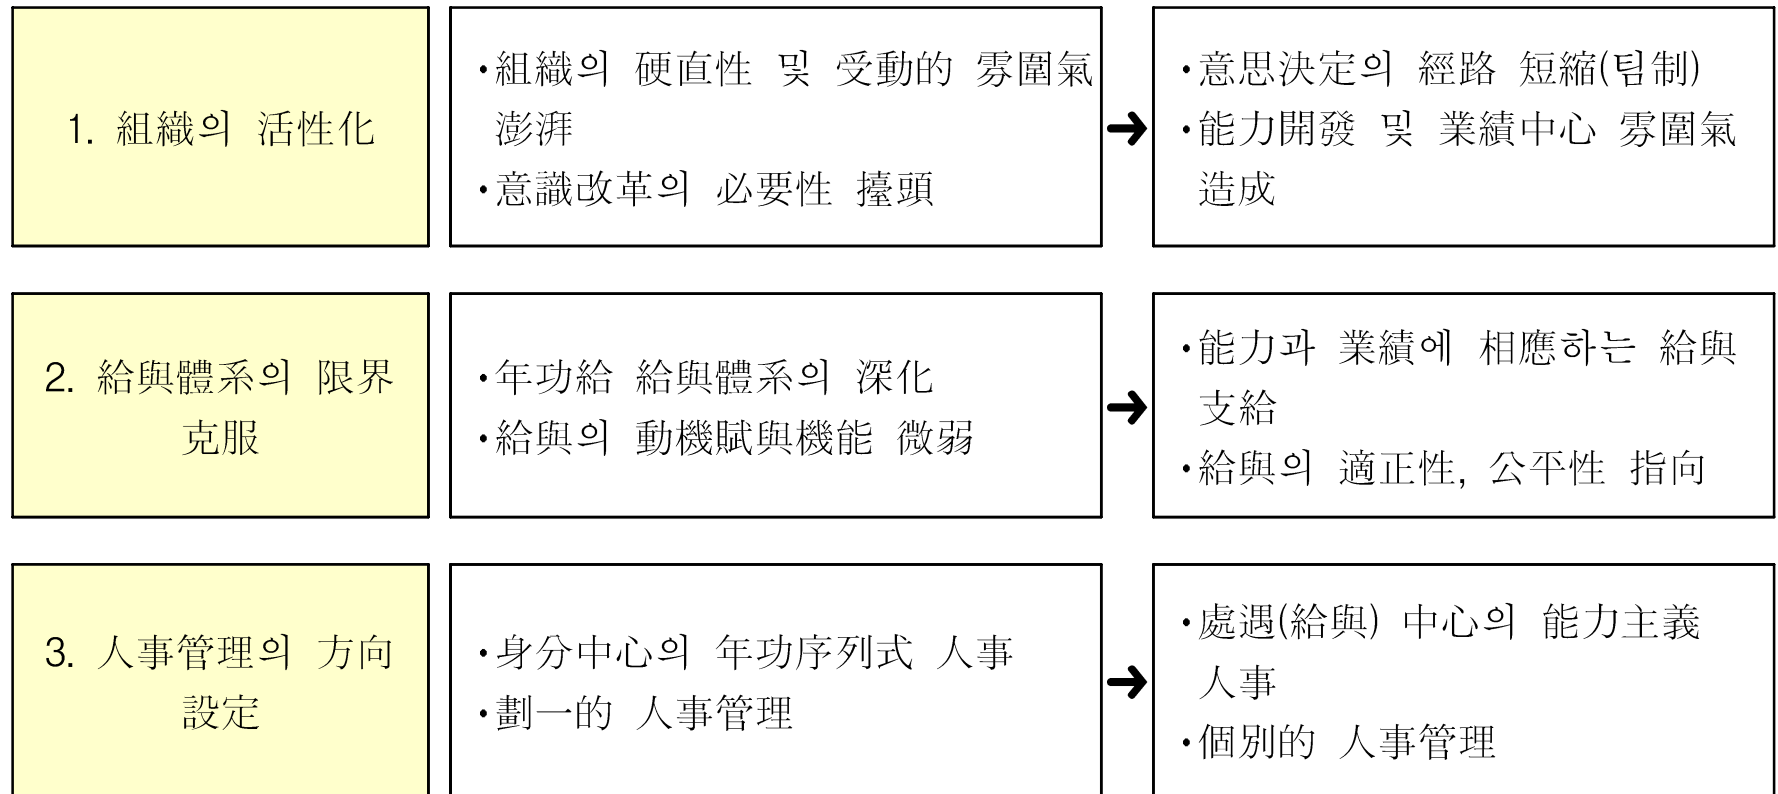 1. 組織의 活性化
·組織의 硬直性 및 受動的 雰圍氣
澎湃
·意識改革의 必要性 擡頭
·意思決定의 經路 短縮(팀制)
·能力開發 및 業績中心 雰圍氣
造成
2. 給與體系의 限界
克服
·年功給 給與體系의 深化
·給與의 動機賦與機能 微弱
·能力과 業績에 相應하는 給與
支給
·給與의 適正性, 公平性 指向
3. 人事管理의 方向
設定
·身分中心의 年功序列式 人事
·劃一的 人事管理
·處遇(給與) 中心의 能力主義
人事
·個別的 人事管理